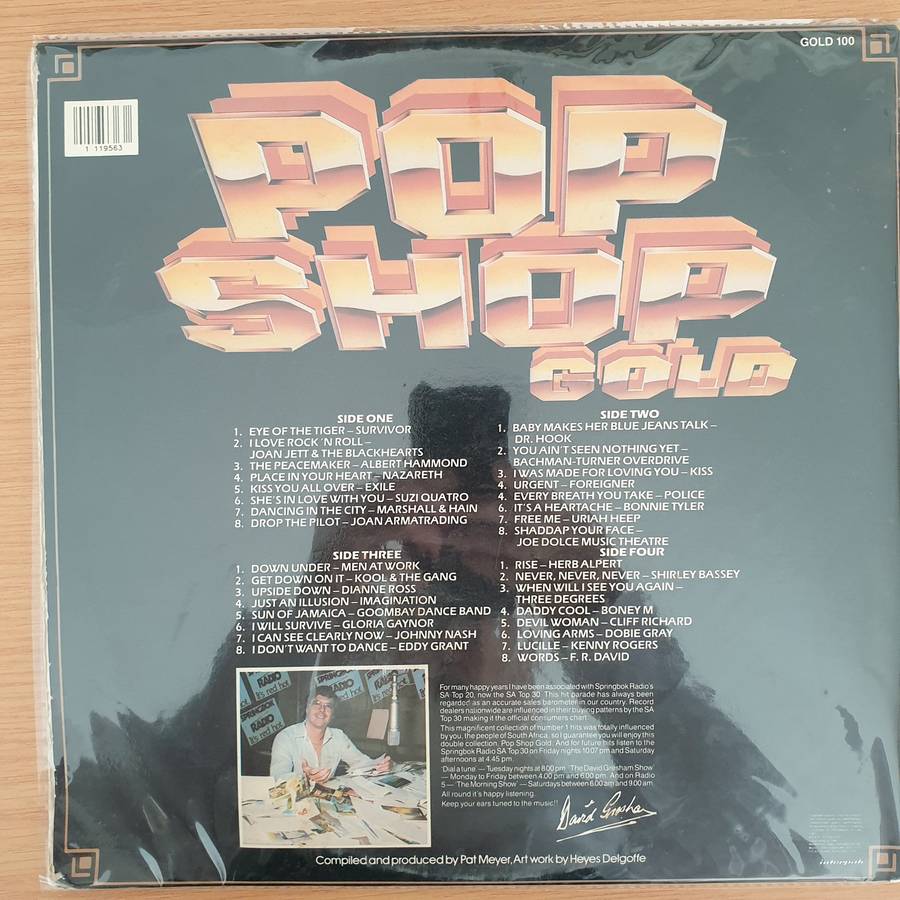 GOLD 100
1 119563
POP
SHOP
GOLD
SIDE ONE
1. EYE OF THE TIGER – SURVIVOR
2. I LOVE ROCK 'N ROLL –
JOAN JETT & THE BLACKHEARTS
3. THE PEACEMAKER – ALBERT HAMMOND
4. PLACE IN YOUR HEART – NAZARETH
5. KISS YOU ALL OVER – EXILE
6. SHE'S IN LOVE WITH YOU – SUZI QUATRO
7. DANCING IN THE CITY – MARSHALL & HAIN
8. DROP THE PILOT – JOAN ARMATRADING
SIDE TWO
1. BABY MAKES HER BLUE JEANS TALK –
DR. HOOK
2. YOU AIN'T SEEN NOTHING YET –
BACHMAN-TURNER OVERDRIVE
3. I WAS MADE FOR LOVING YOU – KISS
4. URGENT – FOREIGNER
4. EVERY BREATH YOU TAKE – POLICE
6. IT'S A HEARTACHE – BONNIE TYLER
7. FREE ME – URIAH HEEP
8. SHADDAP YOUR FACE –
JOE DOLCE MUSIC THEATRE
SIDE THREE
1. DOWN UNDER – MEN AT WORK
2. GET DOWN ON IT – KOOL & THE GANG
3. UPSIDE DOWN – DIANNE ROSS
4. JUST AN ILLUSION – IMAGINATION
5. SUN OF JAMAICA – GOOMBAY DANCE BAND
6. I WILL SURVIVE – GLORIA GAYNOR
7. I CAN SEE CLEARLY NOW – JOHNNY NASH
8. I DON'T WANT TO DANCE – EDDY GRANT
SIDE FOUR
1. RISE – HERB ALPERT
2. NEVER, NEVER, NEVER – SHIRLEY BASSEY
3. WHEN WILL I SEE YOU AGAIN –
THREE DEGREES
4. DADDY COOL – BONEY M
5. DEVIL WOMAN – CLIFF RICHARD
6. LOVING ARMS – DOBIE GRAY
7. LUCILLE – KENNY ROGERS
8. WORDS – F. R. DAVID
RADIO
It's red hot
SPRINGBOK
RADIO
It's red hot
For many happy years I have been associated with Springbok Radio's
SA Top 20, now the SA Top 30. This hit parade has always been
regarded as an accurate sales barometer in our country. Record
dealers nationwide are influenced in their buying patterns by the SA
Top 30 making it the official consumers chart.
This magnificent collection of number 1 hits was totally influenced
by you, the people of South Africa, so I guarantee you will enjoy this
double collection, Pop Shop Gold. And for future hits listen to the
Springbok Radio SA Top 30 on Friday nights 10.07 pm and Saturday
afternoons at 4.45 pm.
'Dial a tune' — Tuesday nights at 8.00 pm. 'The David Gresham Show'
— Monday to Friday between 4.00 pm and 6.00 pm. And on Radio
5 — 'The Morning Show' — Saturdays between 6.00 am and 9.00 am.
All round it's happy listening.
Keep your ears tuned to the music!!
David Gresham
Compiled and produced by Pat Meyer, Art work by Heyes Delgoffe
interpak